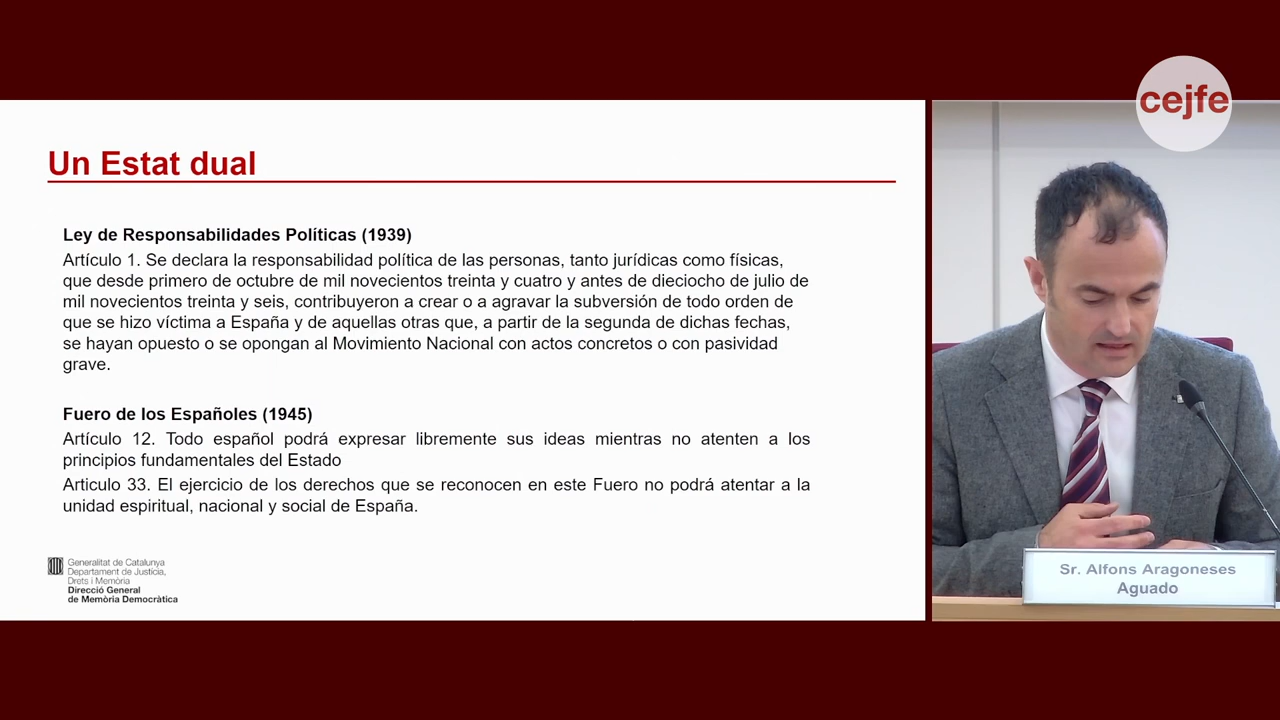 cejfe
Un Estat dual
Ley de Responsabilidades Políticas (1939)
Artículo 1. Se declara la responsabilidad política de las personas, tanto jurídicas como físicas,
que desde primero de octubre de mil novecientos treinta y cuatro y antes de dieciocho de julio de
mil novecientos treinta y seis, contribuyeron a crear o a agravar la subversión de todo orden de
que se hizo víctima a España y de aquellas otras que, a partir de la segunda de dichas fechas,
se hayan opuesto o se opongan al Movimiento Nacional con actos concretos o con pasividad
grave.
Fuero de los Españoles (1945)
Artículo 12. Todo español podrá expresar libremente sus ideas mientras no atenten a los
principios fundamentales del Estado
Articulo 33. El ejercicio de los derechos que se reconocen en este Fuero no podrá atentar a la
unidad espiritual, nacional y social de España.
Generalitat de Catalunya
Departament de Justícia,
Drets i Memòria
Direcció General
de Memòria Democràtica
Sr. Alfons Aragoneses
Aguado